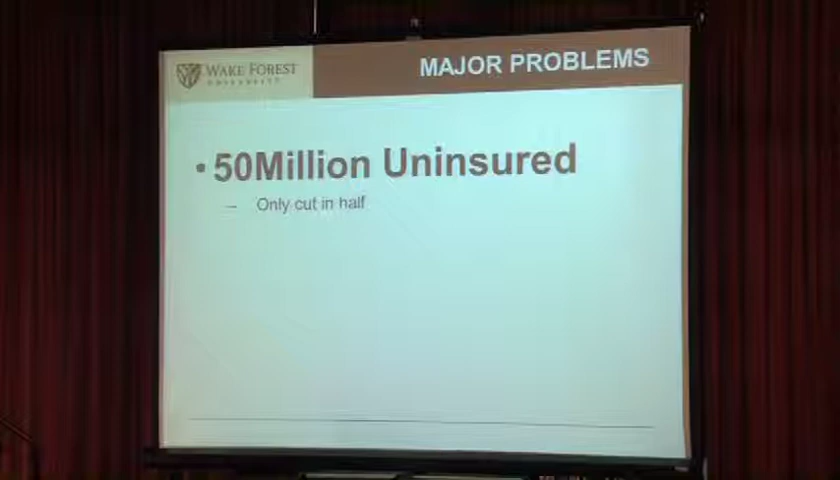 WAKE FOREST
UNIVERSITY
MAJOR PROBLEMS
• 50Million Uninsured
– Only cut in half